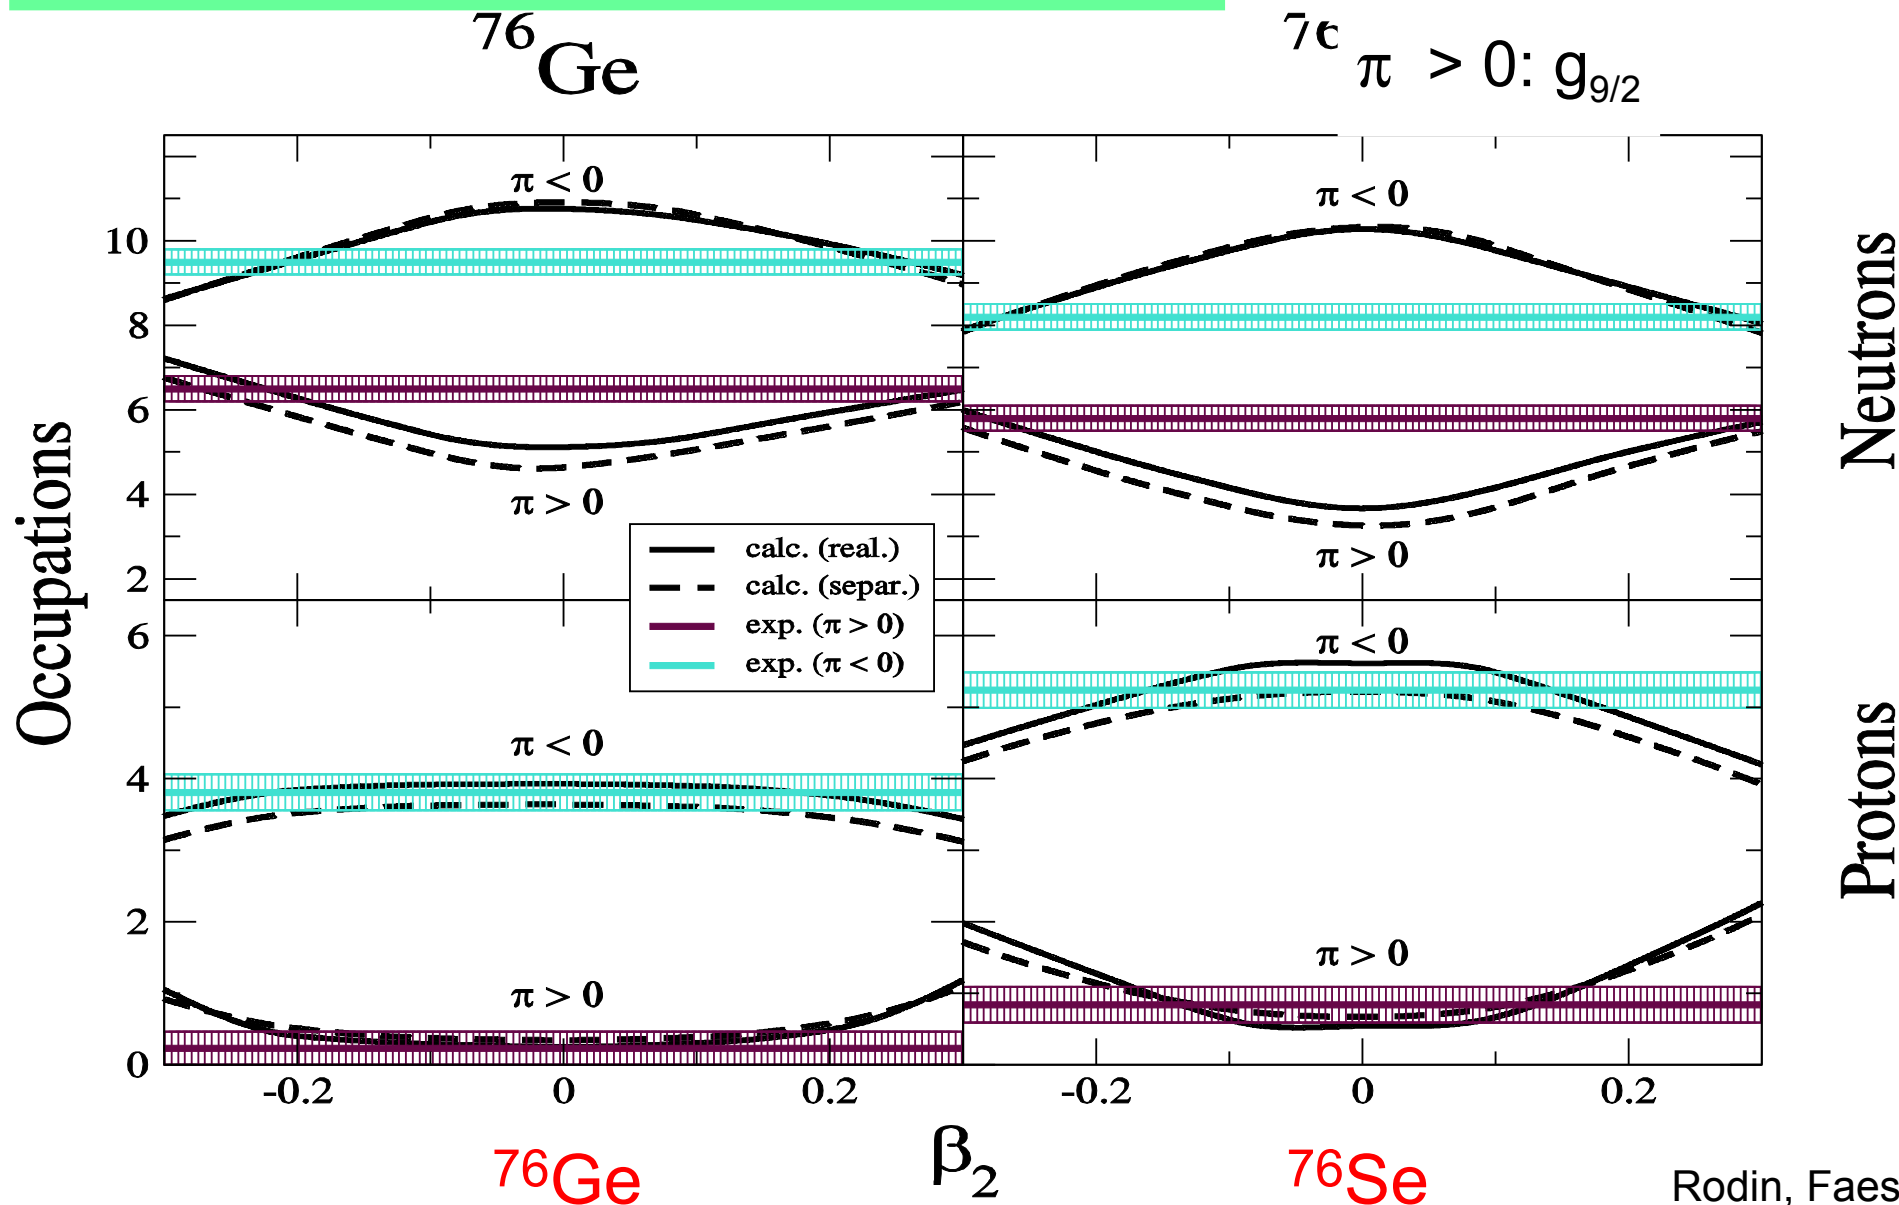 76Ge
76
π > 0: g9/2
π < 0
π < 0
10
8
6
4
2
π > 0
π > 0
calc. (real.)
calc. (separ.)
exp. (π > 0)
exp. (π < 0)
Occupations
Neutrons
6
4
2
0
π < 0
π < 0
π > 0
π > 0
Protons
-0.2 0 0.2 -0.2 0 0.2
β2
76Ge
76Se
Rodin, Faes